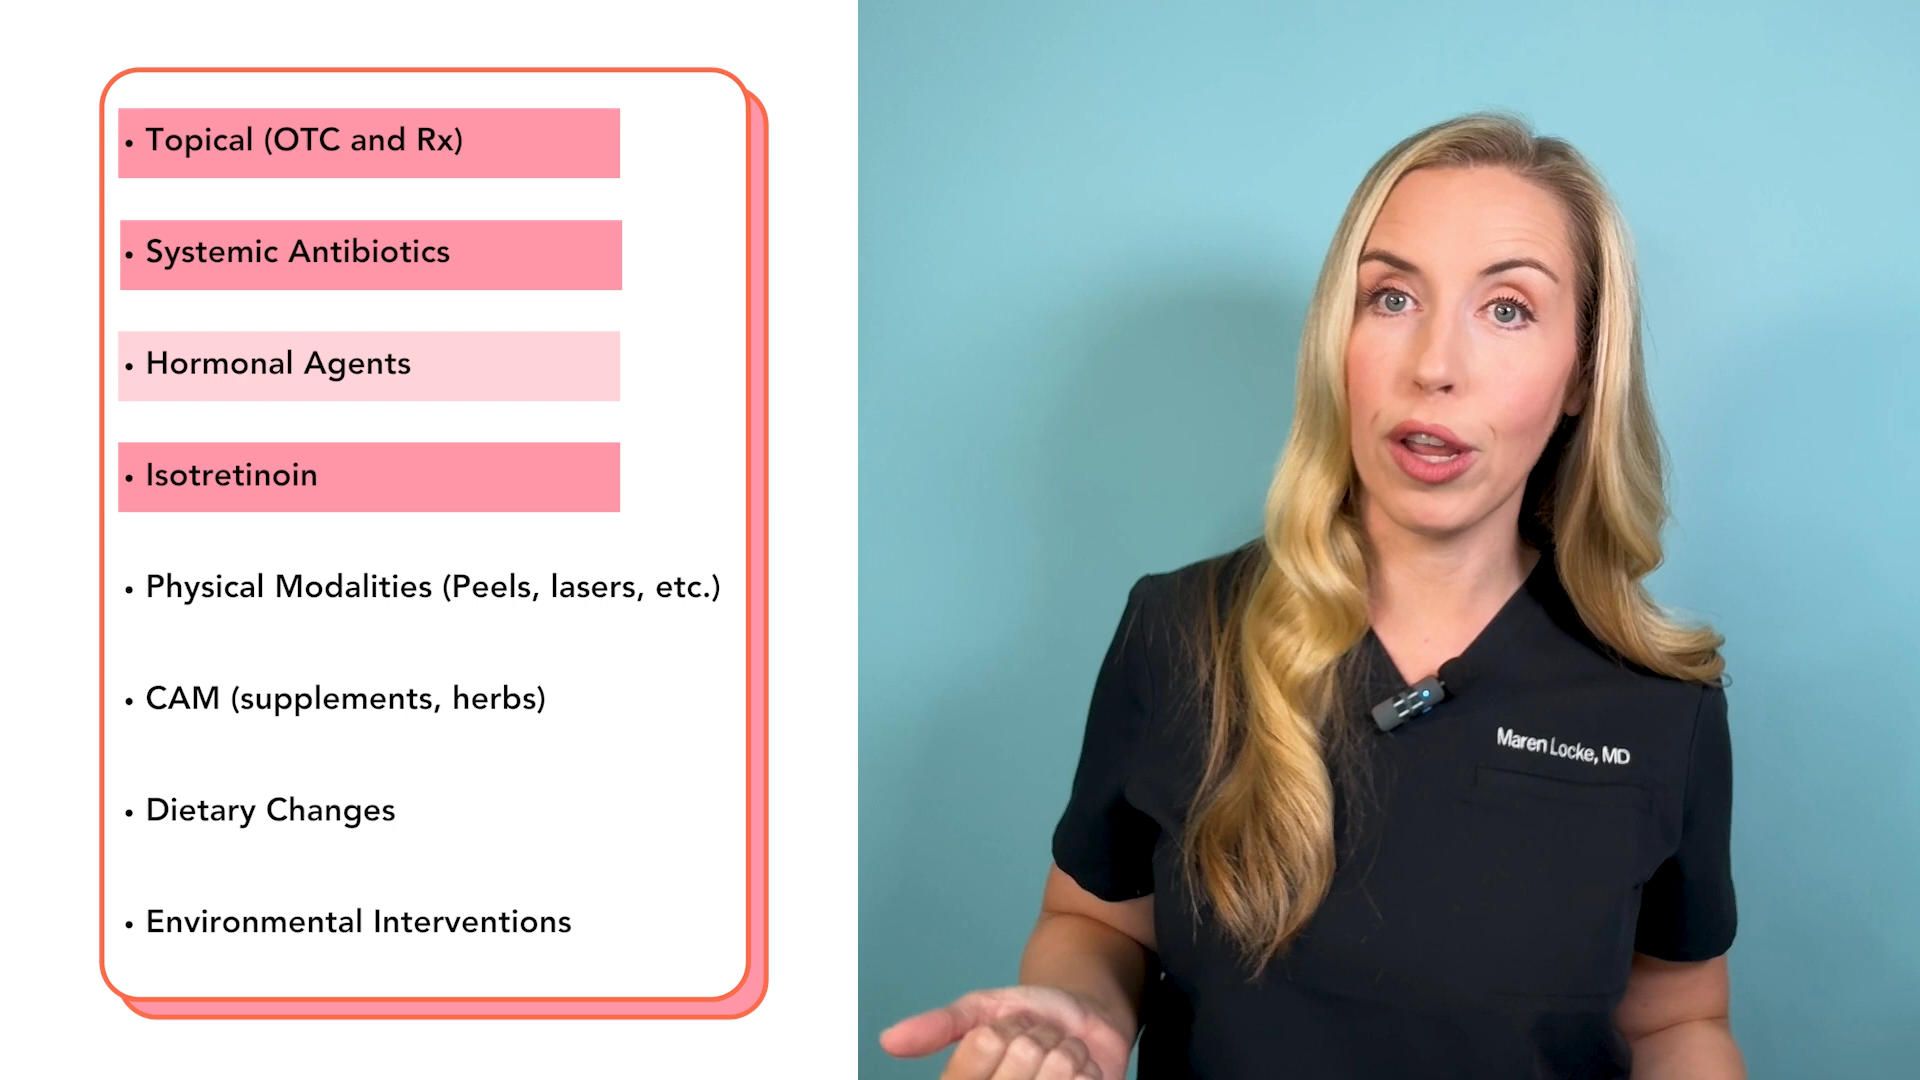 • Topical (OTC and Rx)
• Systemic Antibiotics
• Hormonal Agents
• Isotretinoin
• Physical Modalities (Peels, lasers, etc.)
• CAM (supplements, herbs)
• Dietary Changes
• Environmental Interventions
Maren Locke, MD